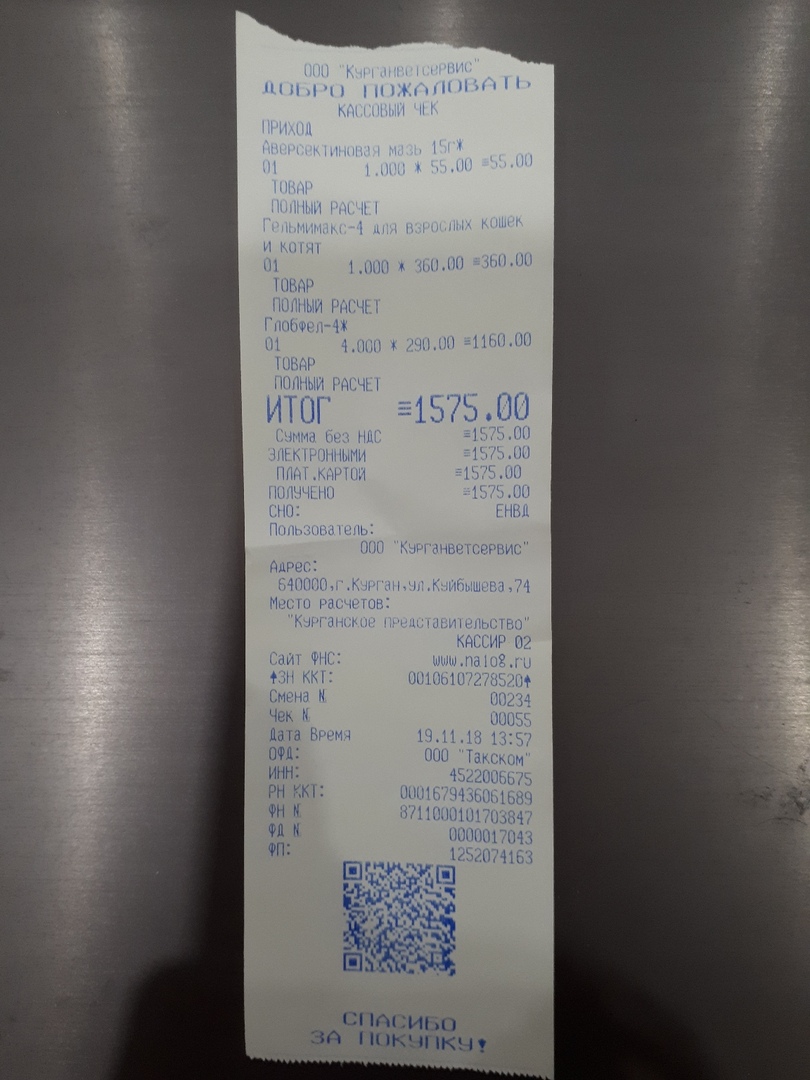 ООО "Курганветсервис"
ДОБРО ПОЖАЛОВАТЬ
КАССОВЫЙ ЧЕК
ПРИХОД
Аверсектиновая мазь 15г*
01 1.000 * 55.00 ≡55.00
ТОВАР
ПОЛНЫЙ РАСЧЕТ
Гельмимакс-4 для взрослых кошек
и котят
01 1.000 * 360.00 ≡360.00
ТОВАР
ПОЛНЫЙ РАСЧЕТ
Глобфел-4*
01 4.000 * 290.00 ≡1160.00
ТОВАР
ПОЛНЫЙ РАСЧЕТ
ИТОГ ≡1575.00
Сумма без НДС ≡1575.00
ЭЛЕКТРОННЫМИ ≡1575.00
ПЛАТ.КАРТОЙ ≡1575.00
ПОЛУЧЕНО ≡1575.00
СНО: ЕНВД
Пользователь:
ООО "Курганветсервис"
Адрес:
640000,г.Курган,ул.Куйбышева,74
Место расчетов:
"Курганское представительство"
КАССИР 02
Сайт ФНС: www.nalog.ru
↑ЗН ККТ: 00106107278520↑
Смена № 00234
Чек № 00055
Дата Время 19.11.18 13:57
ОФД: ООО "Такском"
ИНН: 4522006675
РН ККТ: 0001679436061689
ФН № 8711000101703847
ФД № 0000017043
ФП: 1252074163
СПАСИБО
ЗА ПОКУПКУ!